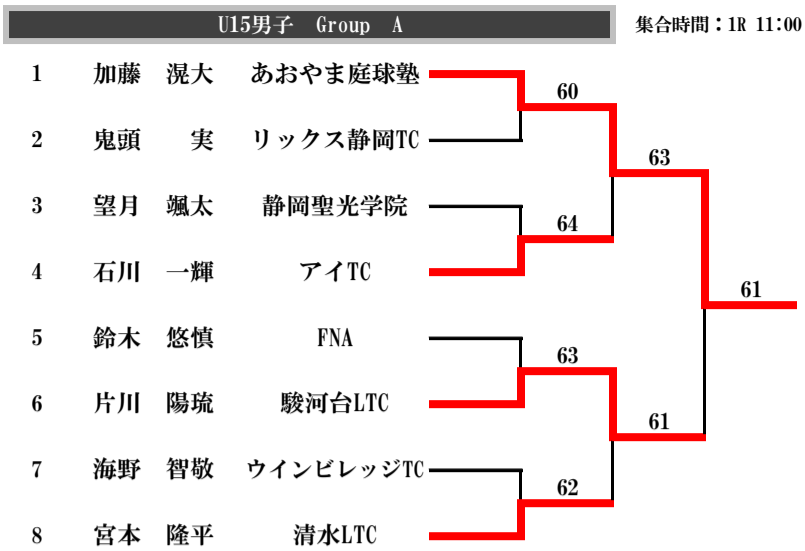 U15男子 Group A 集合時間：1R 11:00
1 加藤 滉大 あおやま庭球塾
60
2 鬼頭 実 リックス静岡TC
63
3 望月 颯太 静岡聖光学院
64
4 石川 一輝 アイTC
61
5 鈴木 悠慎 FNA
63
6 片川 陽琉 駿河台LTC
61
7 海野 智敬 ウインビレッジTC
62
8 宮本 隆平 清水LTC